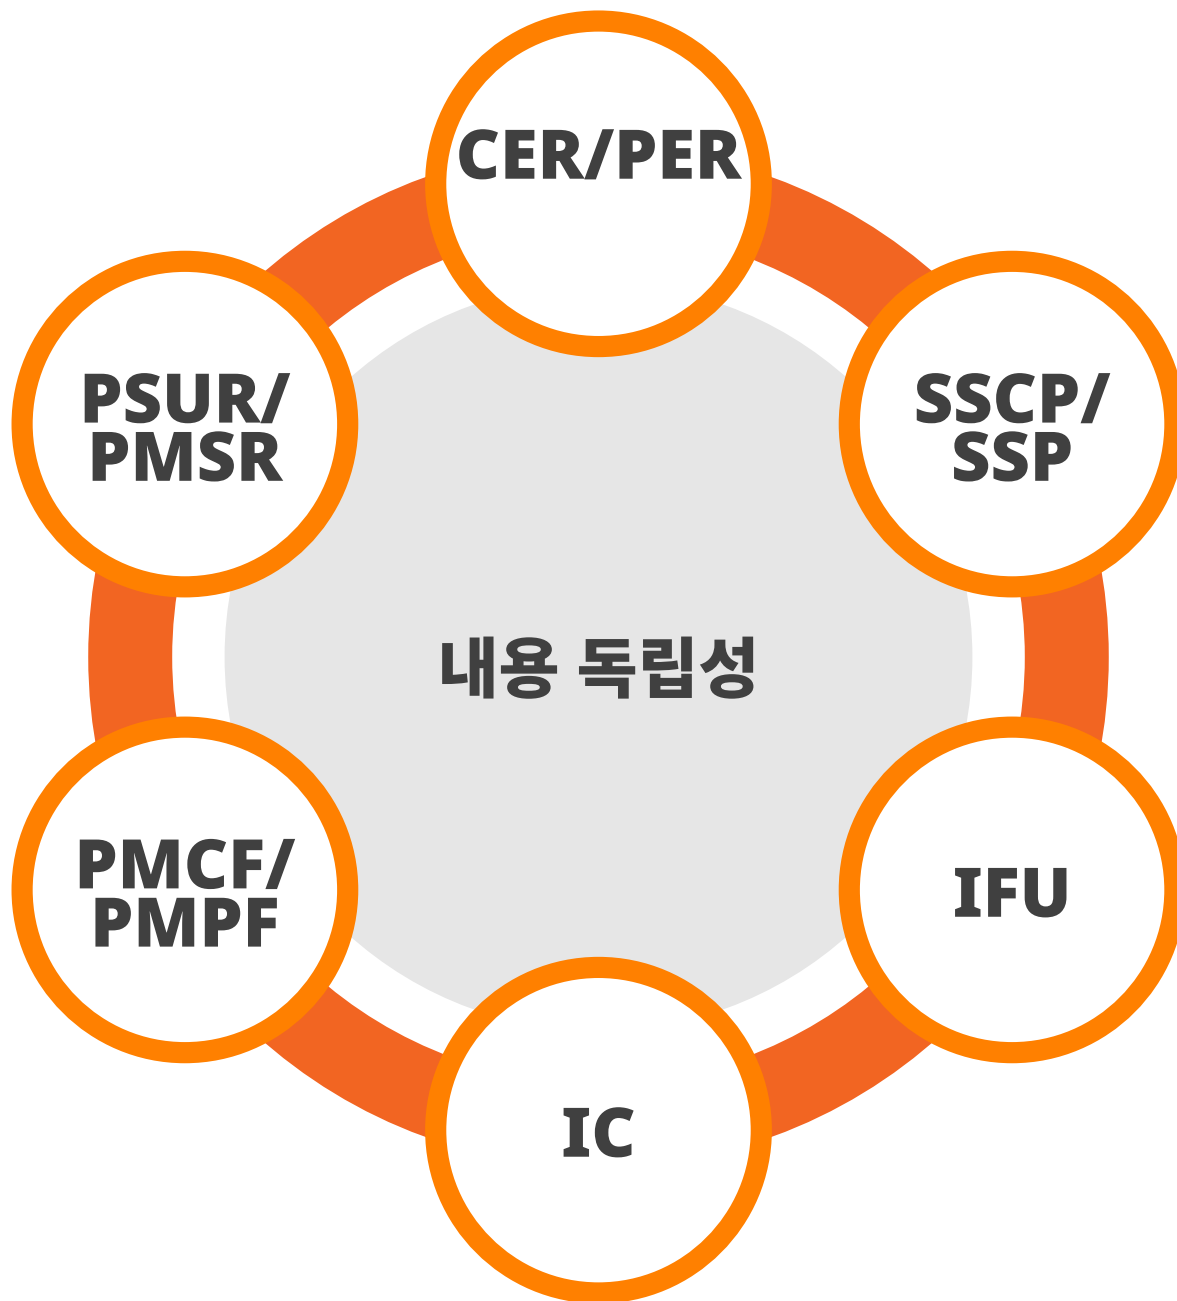 CER/PER
PSUR/
PMSR
SSCP/
SSP
내용 독립성
PMCF/
PMPF
IFU
IC